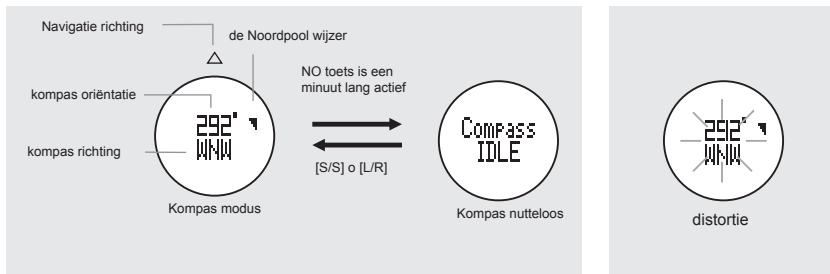 Navigatie richting
de Noordpool wijzer
kompas oriëntatie
292°
WNW
kompas richting
Kompas modus
NO toets is een
minuut lang actief
[S/S] o [L/R]
Compass
IDLE
Kompas nutteloos
292°
WNW
distortie